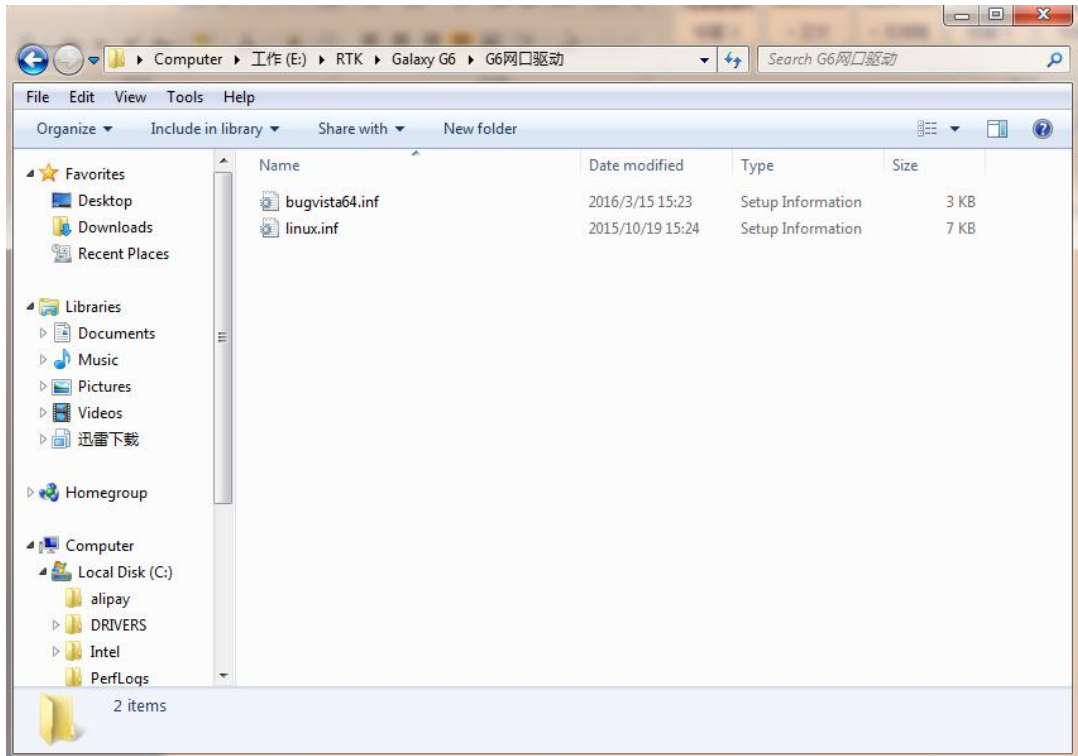 Computer ▸ 工作 (E:) ▸ RTK ▸ Galaxy G6 ▸ G6网口驱动
Search G6网口驱动
File Edit View Tools Help
Organize Include in library Share with New folder
Name Date modified Type Size
bugvista64.inf 2016/3/15 15:23 Setup Information 3 KB
linux.inf 2015/10/19 15:24 Setup Information 7 KB
Favorites
Desktop
Downloads
Recent Places
Libraries
Documents
Music
Pictures
Videos
迅雷下载
Homegroup
Computer
Local Disk (C:)
alipay
DRIVERS
Intel
PerfLogs
2 items